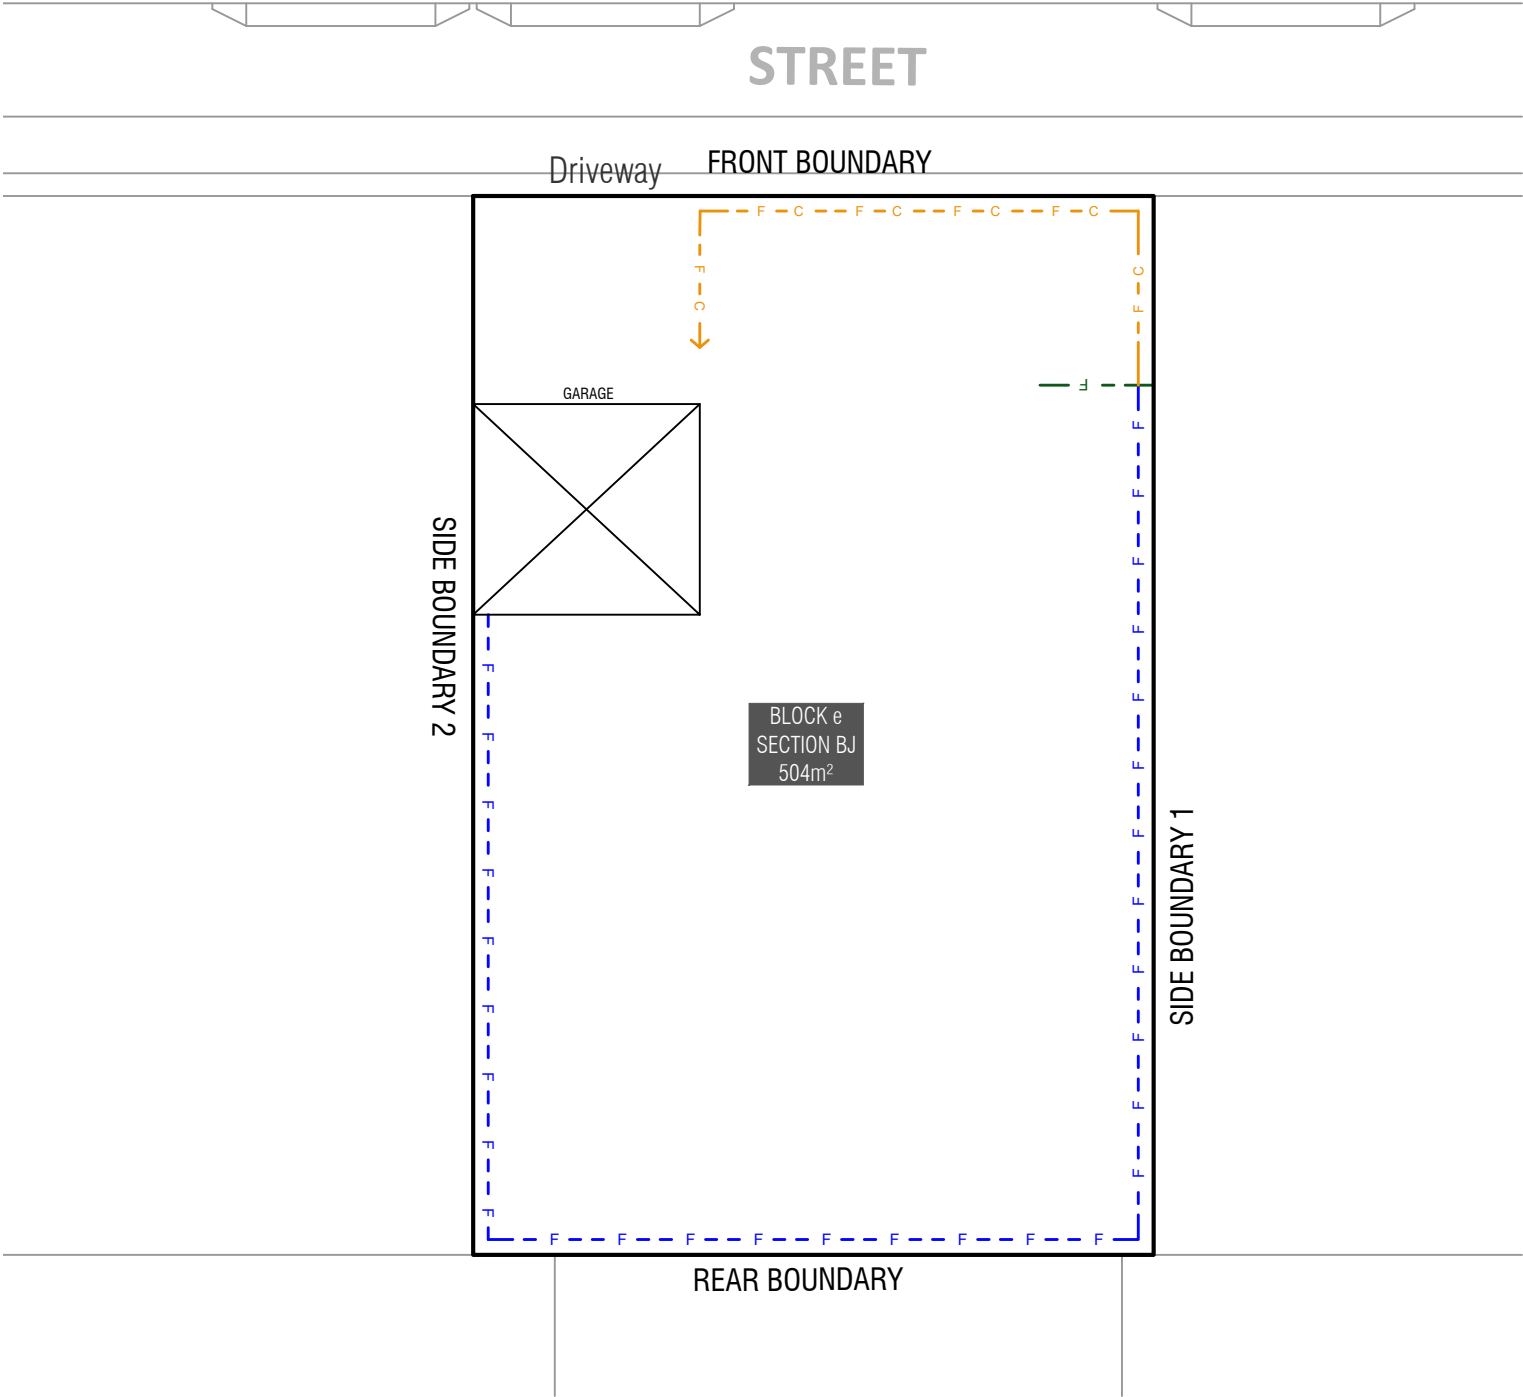 STREET
Driveway
FRONT BOUNDARY
F C F C F C F C
F C
C F
F
GARAGE
SIDE BOUNDARY 2
F F F F F F F F F
BLOCK e
SECTION BJ
504m²
F F F F F F F F F F F F
SIDE BOUNDARY 1
F F F F F F F F F
REAR BOUNDARY